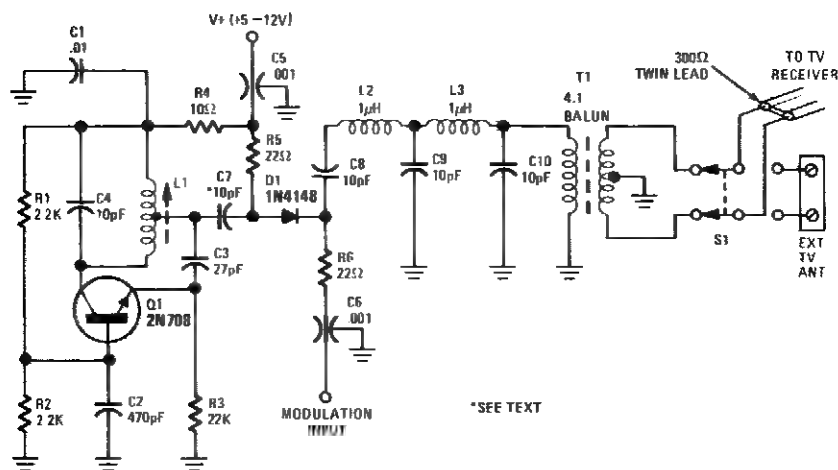 V+ (+5 −12V)
C1
.01
C5
.001
R4
10Ω
R5
22Ω
L2
1μH
L3
1μH
T1
4.1
BALUN
300Ω
TWIN LEAD
TO TV
RECEIVER
R1
2.2K
C4
10pF
L1
C7
*10pF
D1
1N4148
C8
10pF
C9
10pF
C10
10pF
C3
27pF
R6
22Ω
S1
EXT
TV
ANT
Q1
2N708
C6
.001
R2
2.2K
C2
470pF
R3
22K
MODULATION
INPUT
*SEE TEXT